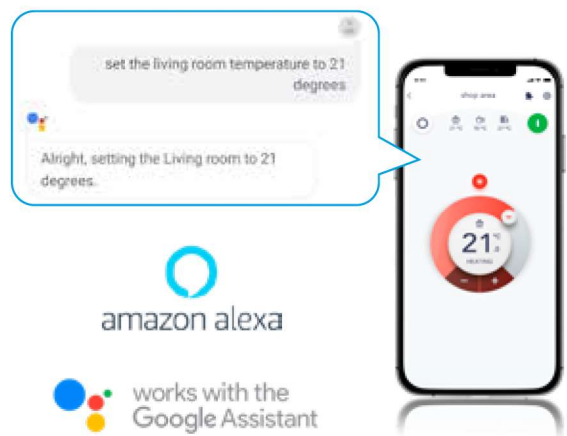 set the living room temperature to 21
degrees
Alright, setting the Living room to 21
degrees.
shop area
21
°C
HEATING
amazon alexa
works with the
Google Assistant